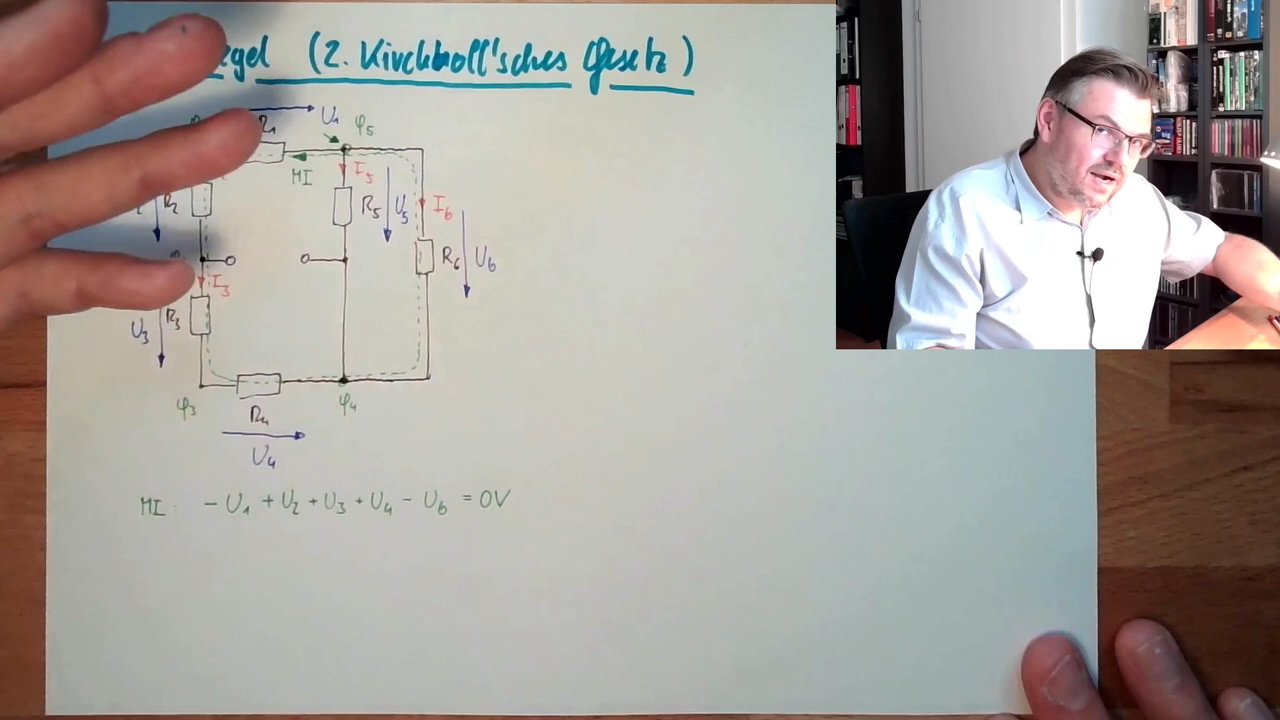 egel (2. Kirchhoff'sches Gesetz)
U1
R1
φ5
MI
I5
R2
R5
U5
I6
R6
U6
I3
U3
R3
φ3
R4
φ4
U4
MI: - U1 + U2 + U3 + U4 - U6 = 0V